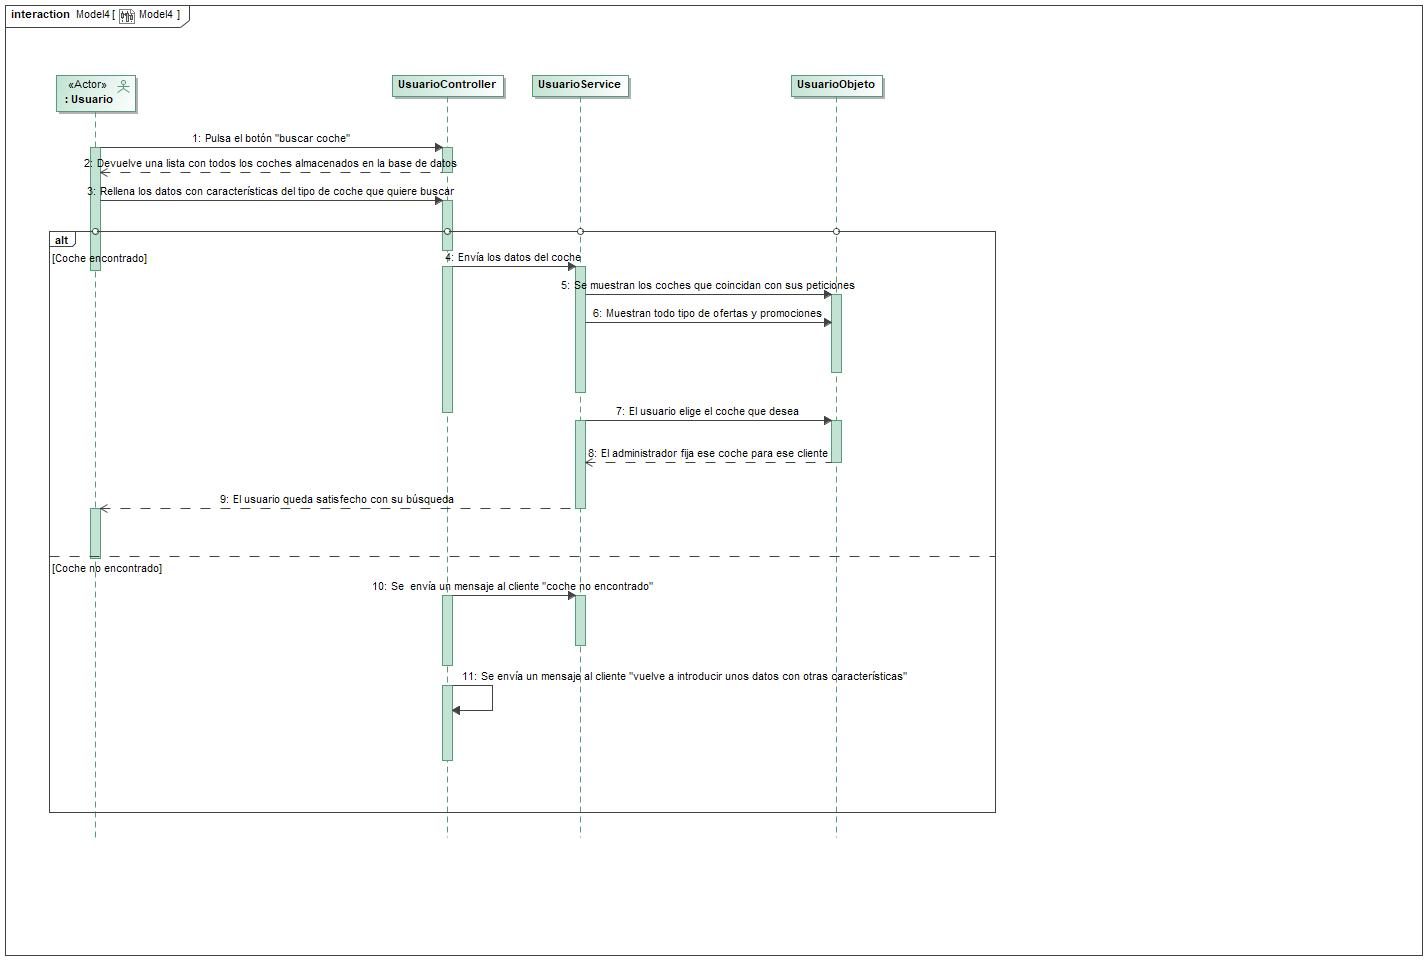 interaction Model4 [ Model4 ]
«Actor»
: Usuario
UsuarioController
UsuarioService
UsuarioObjeto
1: Pulsa el botón "buscar coche"
2: Devuelve una lista con todos los coches almacenados en la base de datos
3: Rellena los datos con características del tipo de coche que quiere buscar
alt
[Coche encontrado]
4: Envía los datos del coche
5: Se muestran los coches que coincidan con sus peticiones
6: Muestran todo tipo de ofertas y promociones
7: El usuario elige el coche que desea
8: El administrador fija ese coche para ese cliente
9: El usuario queda satisfecho con su búsqueda
[Coche no encontrado]
10: Se  envía un mensaje al cliente "coche no encontrado"
11: Se envía un mensaje al cliente "vuelve a introducir unos datos con otras características"